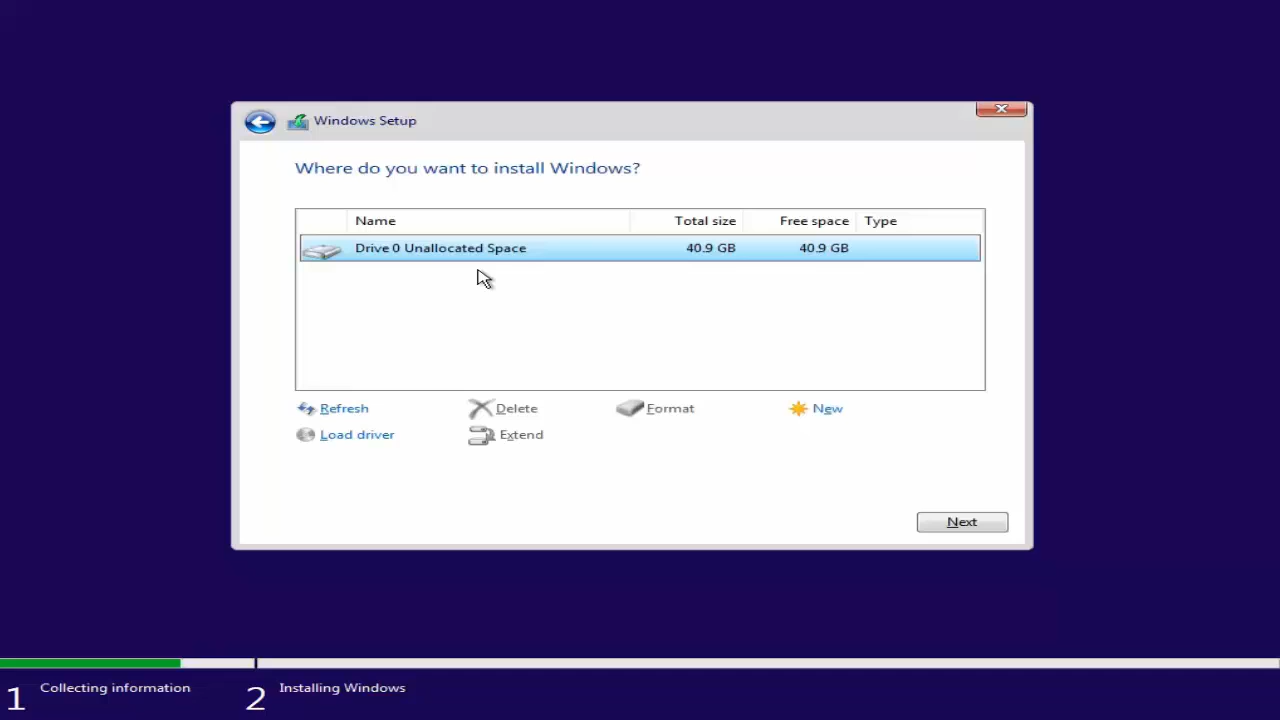 Windows Setup
Where do you want to install Windows?
Name Total size Free space Type
Drive 0 Unallocated Space 40.9 GB 40.9 GB
Refresh Delete Format New
Load driver Extend
Next
1 Collecting information 2 Installing Windows